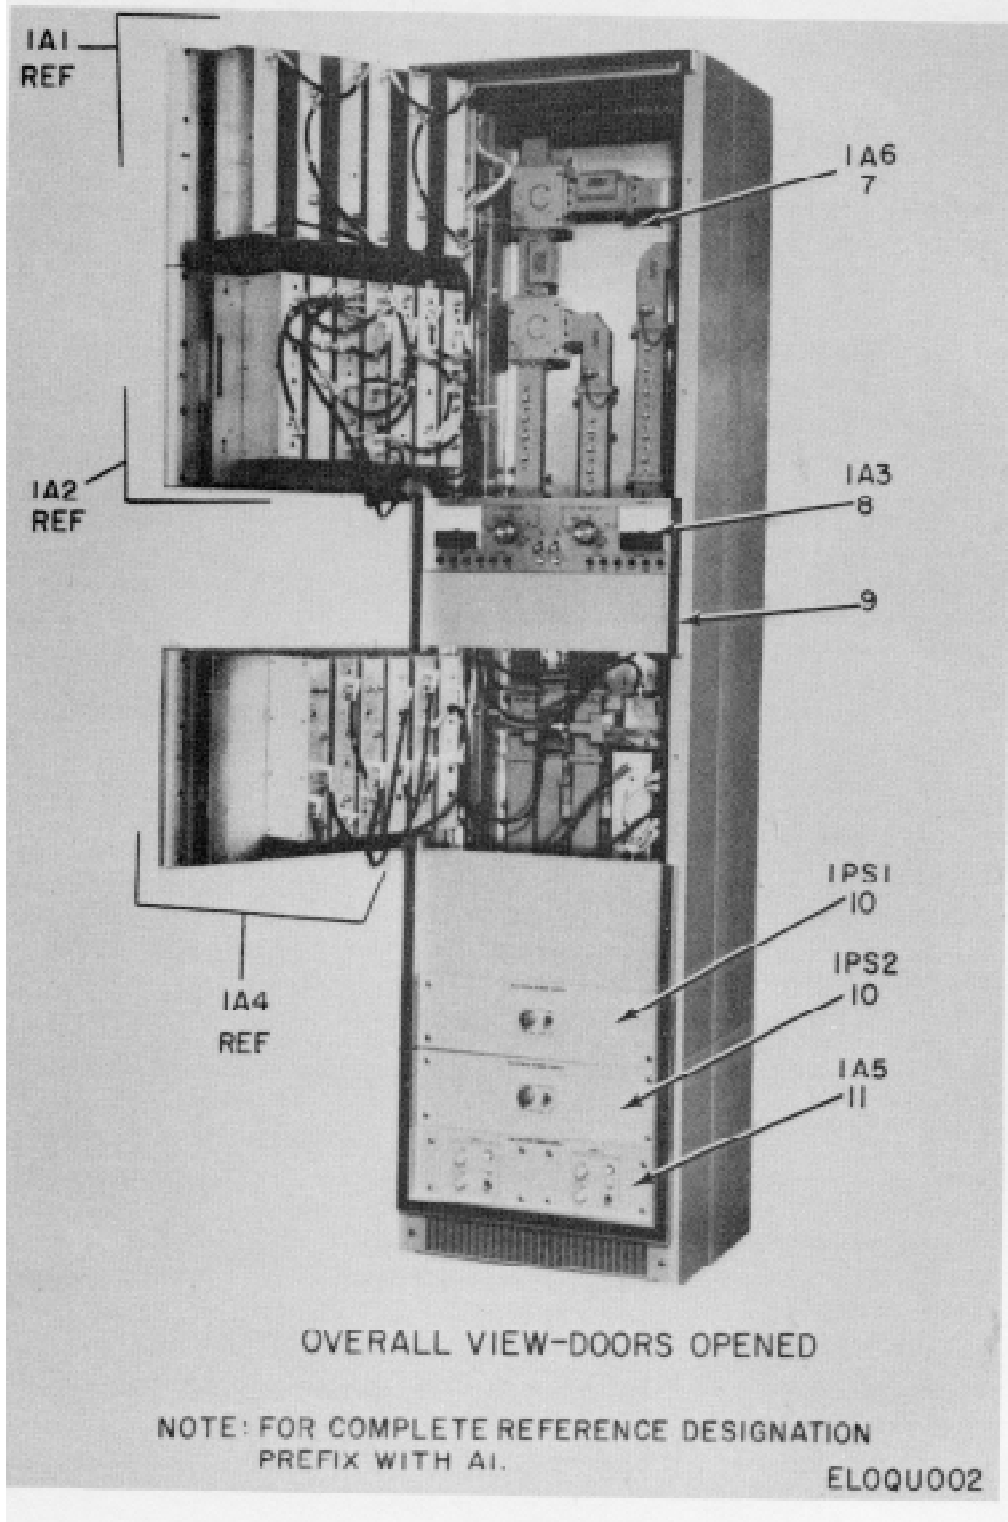 1A1
REF
1A6
7
1A2
REF
1A3
8
9
1A4
REF
1PS1
10
1PS2
10
1A5
11
C
C
OVERALL VIEW-DOORS OPENED
NOTE: FOR COMPLETE REFERENCE DESIGNATION
PREFIX WITH A1.
ELOQU002